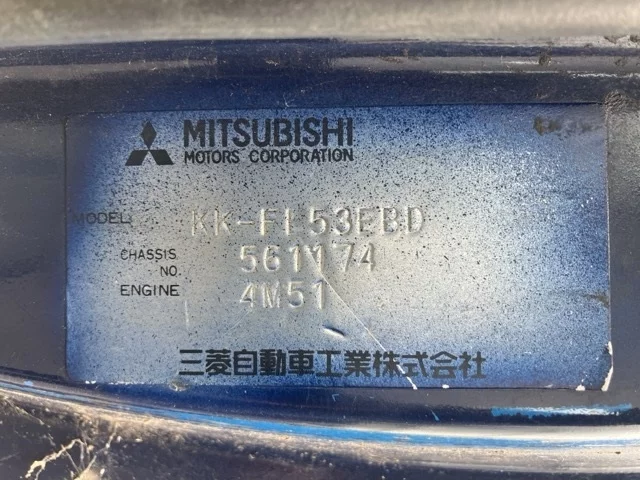 MITSUBISHI
MOTORS CORPORATION
MODEL KK-FE53EBD
CHASSIS NO. 561174
ENGINE 4M51
三菱自動車工業株式会社